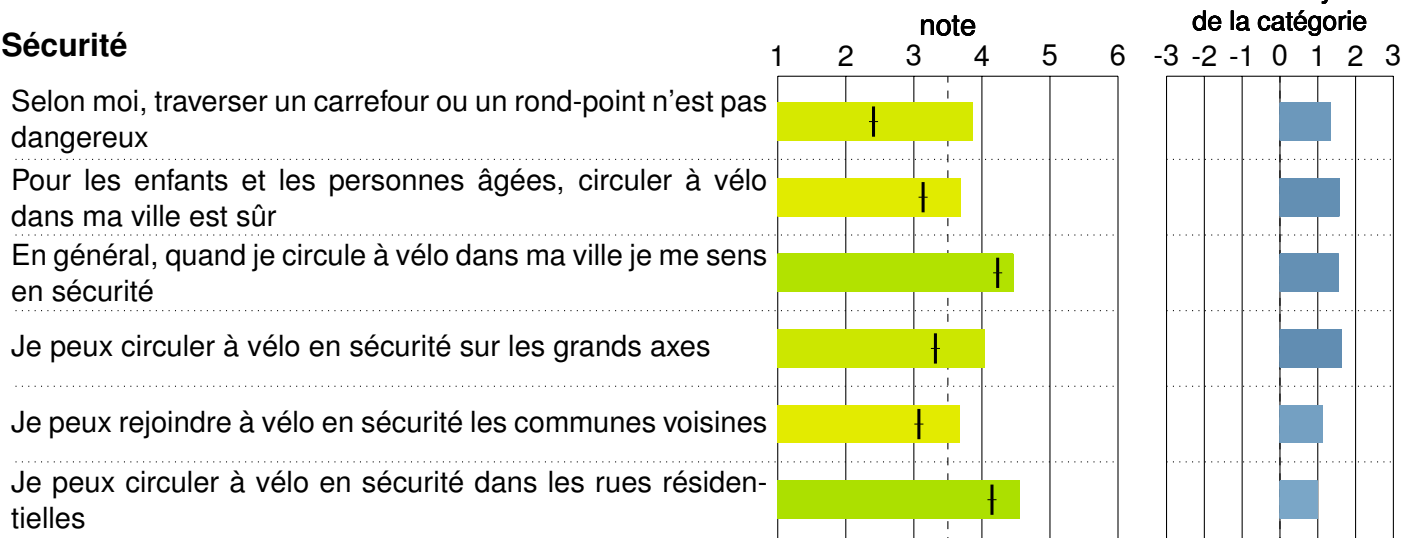 note
de la catégorie
Sécurité
1 2 3 4 5 6 -3 -2 -1 0 1 2 3
Selon moi, traverser un carrefour ou un rond-point n'est pas
dangereux
Pour les enfants et les personnes âgées, circuler à vélo
dans ma ville est sûr
En général, quand je circule à vélo dans ma ville je me sens
en sécurité
Je peux circuler à vélo en sécurité sur les grands axes
Je peux rejoindre à vélo en sécurité les communes voisines
Je peux circuler à vélo en sécurité dans les rues résiden-
tielles